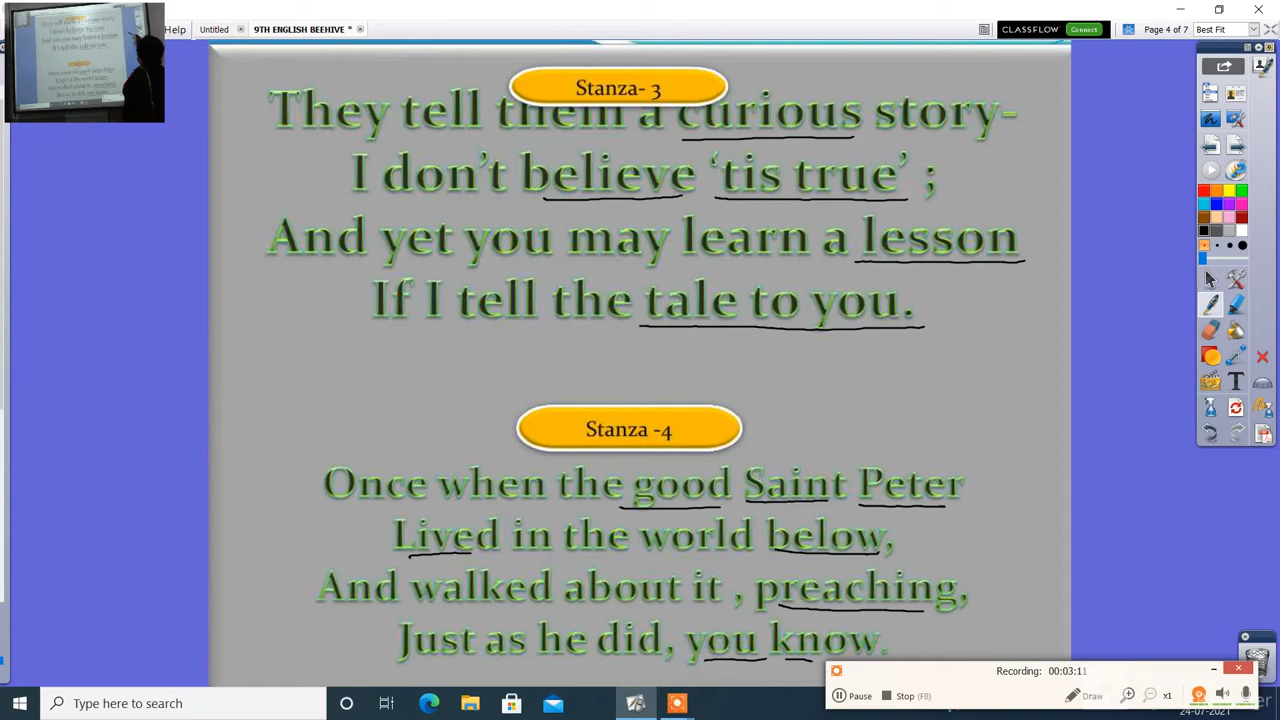 Help
Untitled
9TH ENGLISH BEEHIVE *
CLASSFLOW
Connect
Page 4 of 7
Best Fit
Stanza- 3
They tell them a curious story-
I don't believe 'tis true' ;
And yet you may learn a lesson
If I tell the tale to you.
Stanza -4
Once when the good Saint Peter
Lived in the world below,
And walked about it , preaching,
Just as he did, you know.
Recording: 00:03:11
Pause
Stop (F8)
Draw
x1
Type here to search
24-07-2021